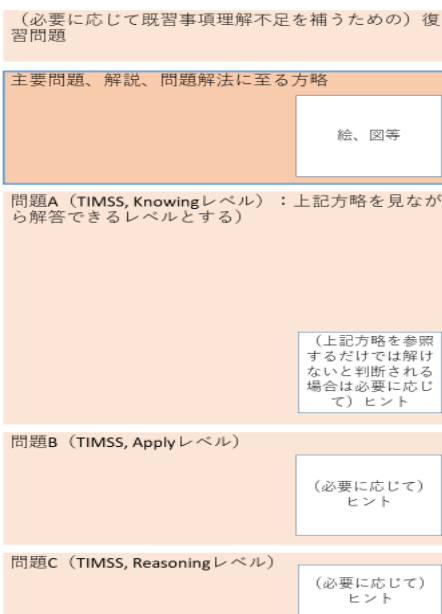 （必要に応じて既習事項理解不足を補うための）復
習問題
主要問題、解説、問題解法に至る方略
絵、図等
問題A（TIMSS, Knowingレベル）：上記方略を見なが
ら解答できるレベルとする）
（上記方略を参照
するだけでは解け
ないと判断される
場合は必要に応じ
て）ヒント
問題B（TIMSS, Applyレベル）
（必要に応じて）
ヒント
問題C（TIMSS, Reasoningレベル）
（必要に応じて）
ヒント